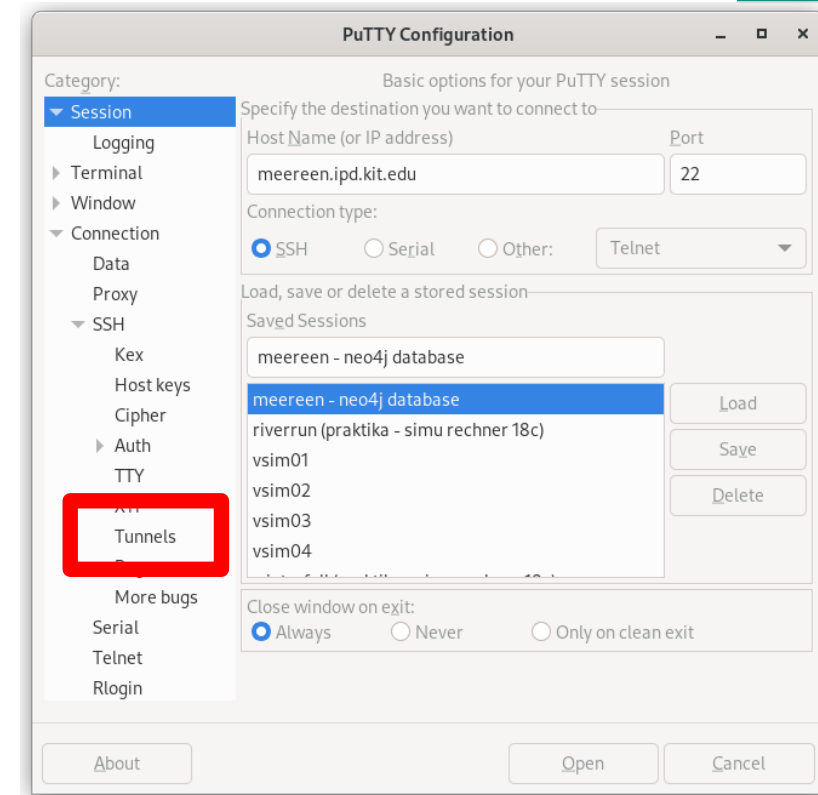 PuTTY Configuration
Category:
Session
Logging
Terminal
Window
Connection
Data
Proxy
SSH
Kex
Host keys
Cipher
Auth
TTY
Tunnels
More bugs
Serial
Telnet
Rlogin
Basic options for your PuTTY session
Specify the destination you want to connect to
Host Name (or IP address)
Port
meereen.ipd.kit.edu
22
Connection type:
SSH
Serial
Other:
Telnet
Load, save or delete a stored session
Saved Sessions
meereen - neo4j database
meereen - neo4j database
riverrun (praktika - simu rechner 18c)
vsim01
vsim02
vsim03
vsim04
Load
Save
Delete
Close window on exit:
Always
Never
Only on clean exit
About
Open
Cancel